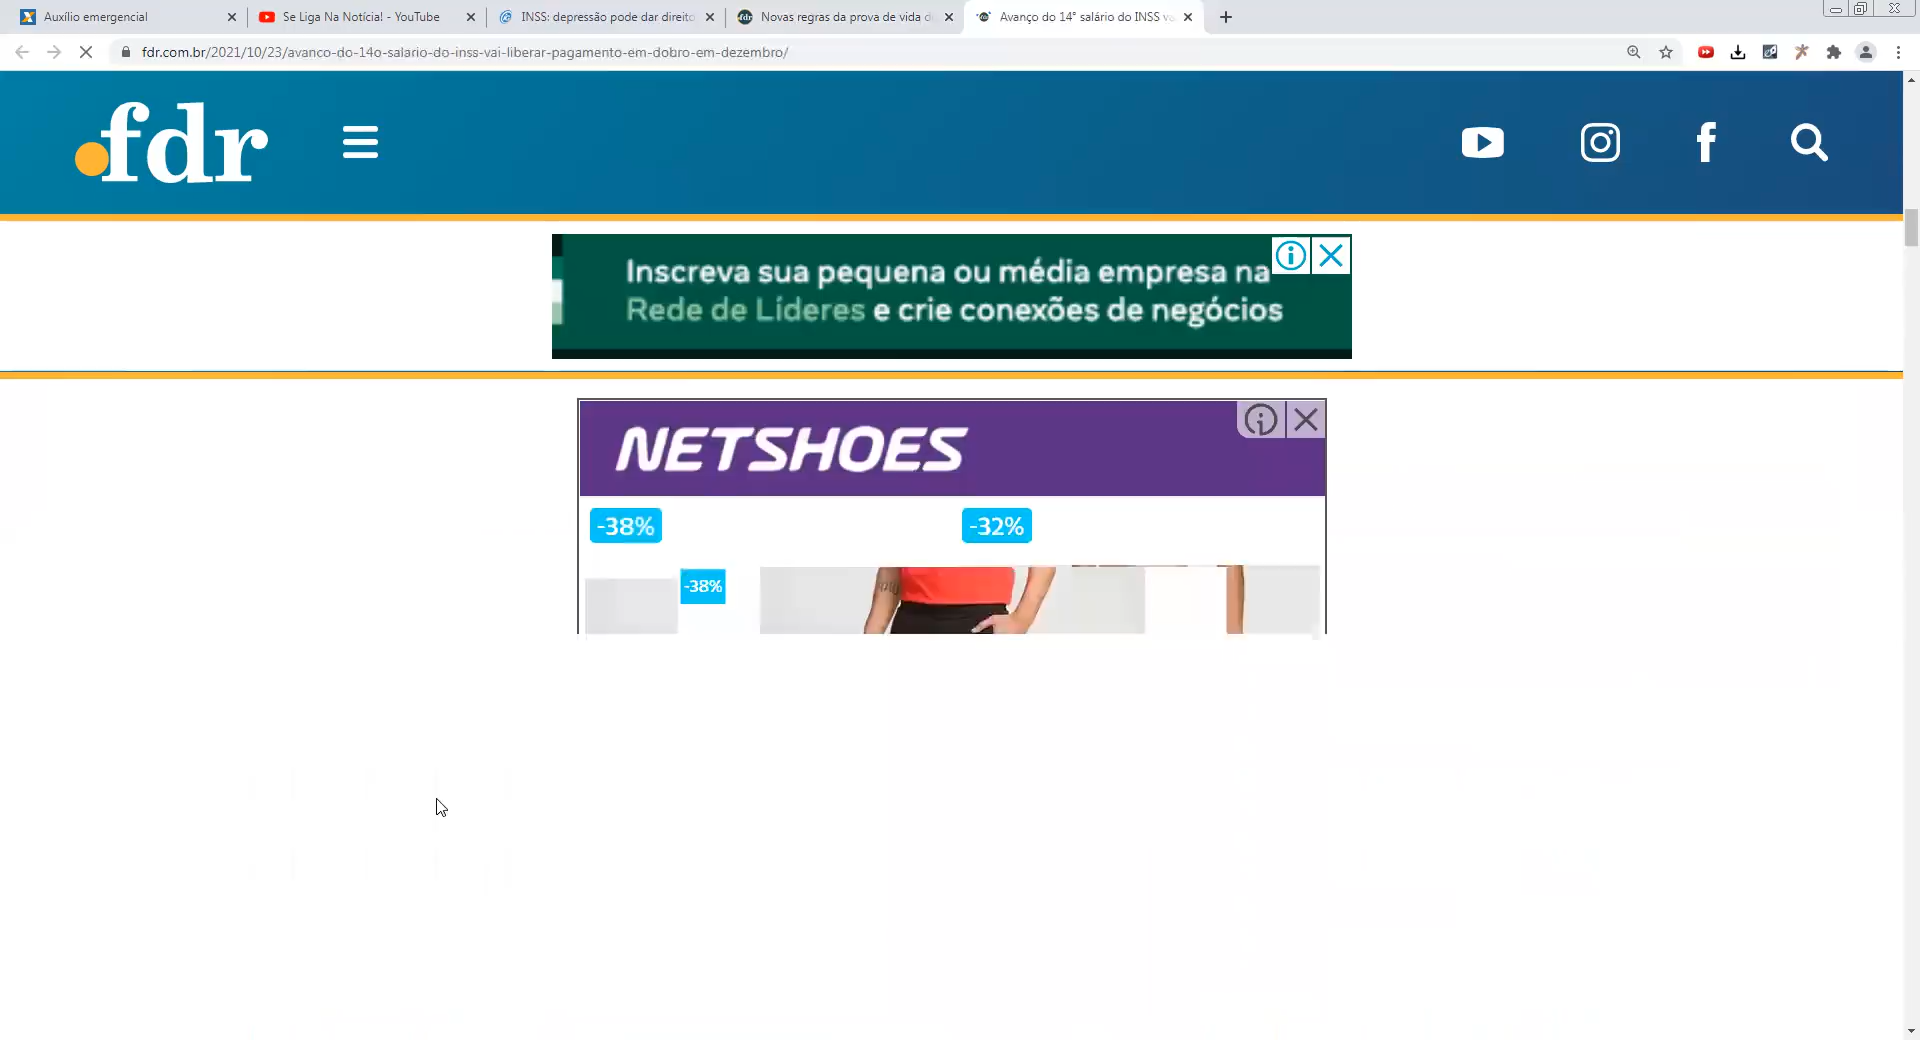 Auxílio emergencial
Se Liga Na Notícia! - YouTube
INSS: depressão pode dar direito
Novas regras da prova de vida d
Avanço do 14° salário do INSS va
fdr.com.br/2021/10/23/avanco-do-14o-salario-do-inss-vai-liberar-pagamento-em-dobro-em-dezembro/
fdr
Inscreva sua pequena ou média empresa na
Rede de Líderes e crie conexões de negócios
NETSHOES
-38%
-32%
-38%